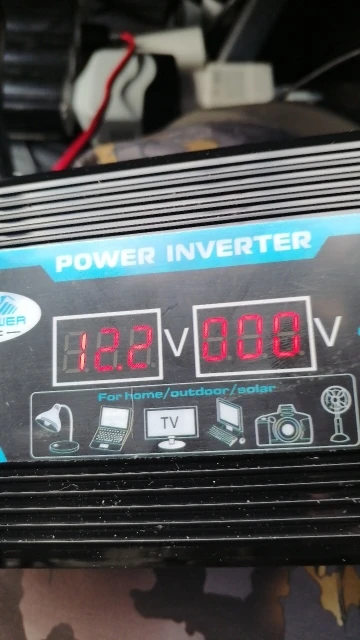 POWER INVERTER
12.2 V 000 V
For home/outdoor/solar
TV